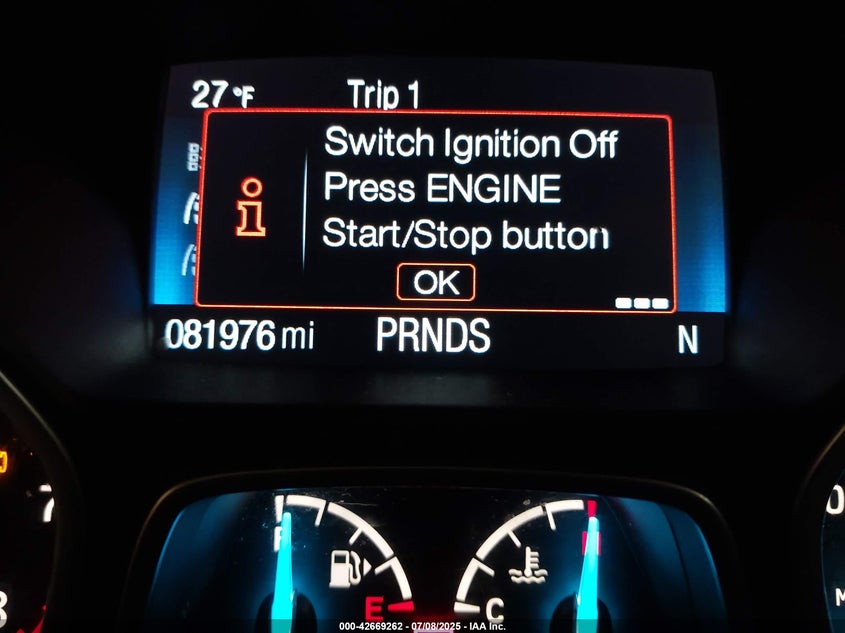 27°F Trip 1
Switch Ignition Off
Press ENGINE
Start/Stop button
OK
081976 mi PRNDS N
F H
E C
000-42669262 - 07/08/2025 - IAA Inc.